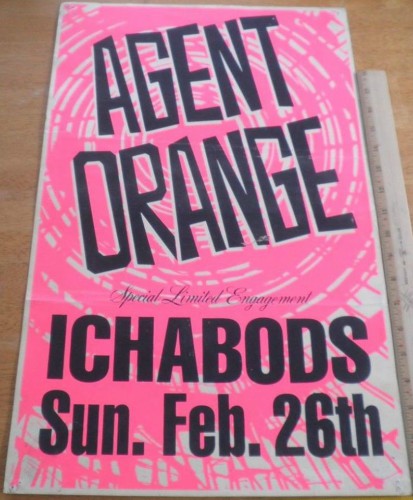 AGENT
ORANGE
Special Limited Engagement
ICHABODS
Sun. Feb. 26th